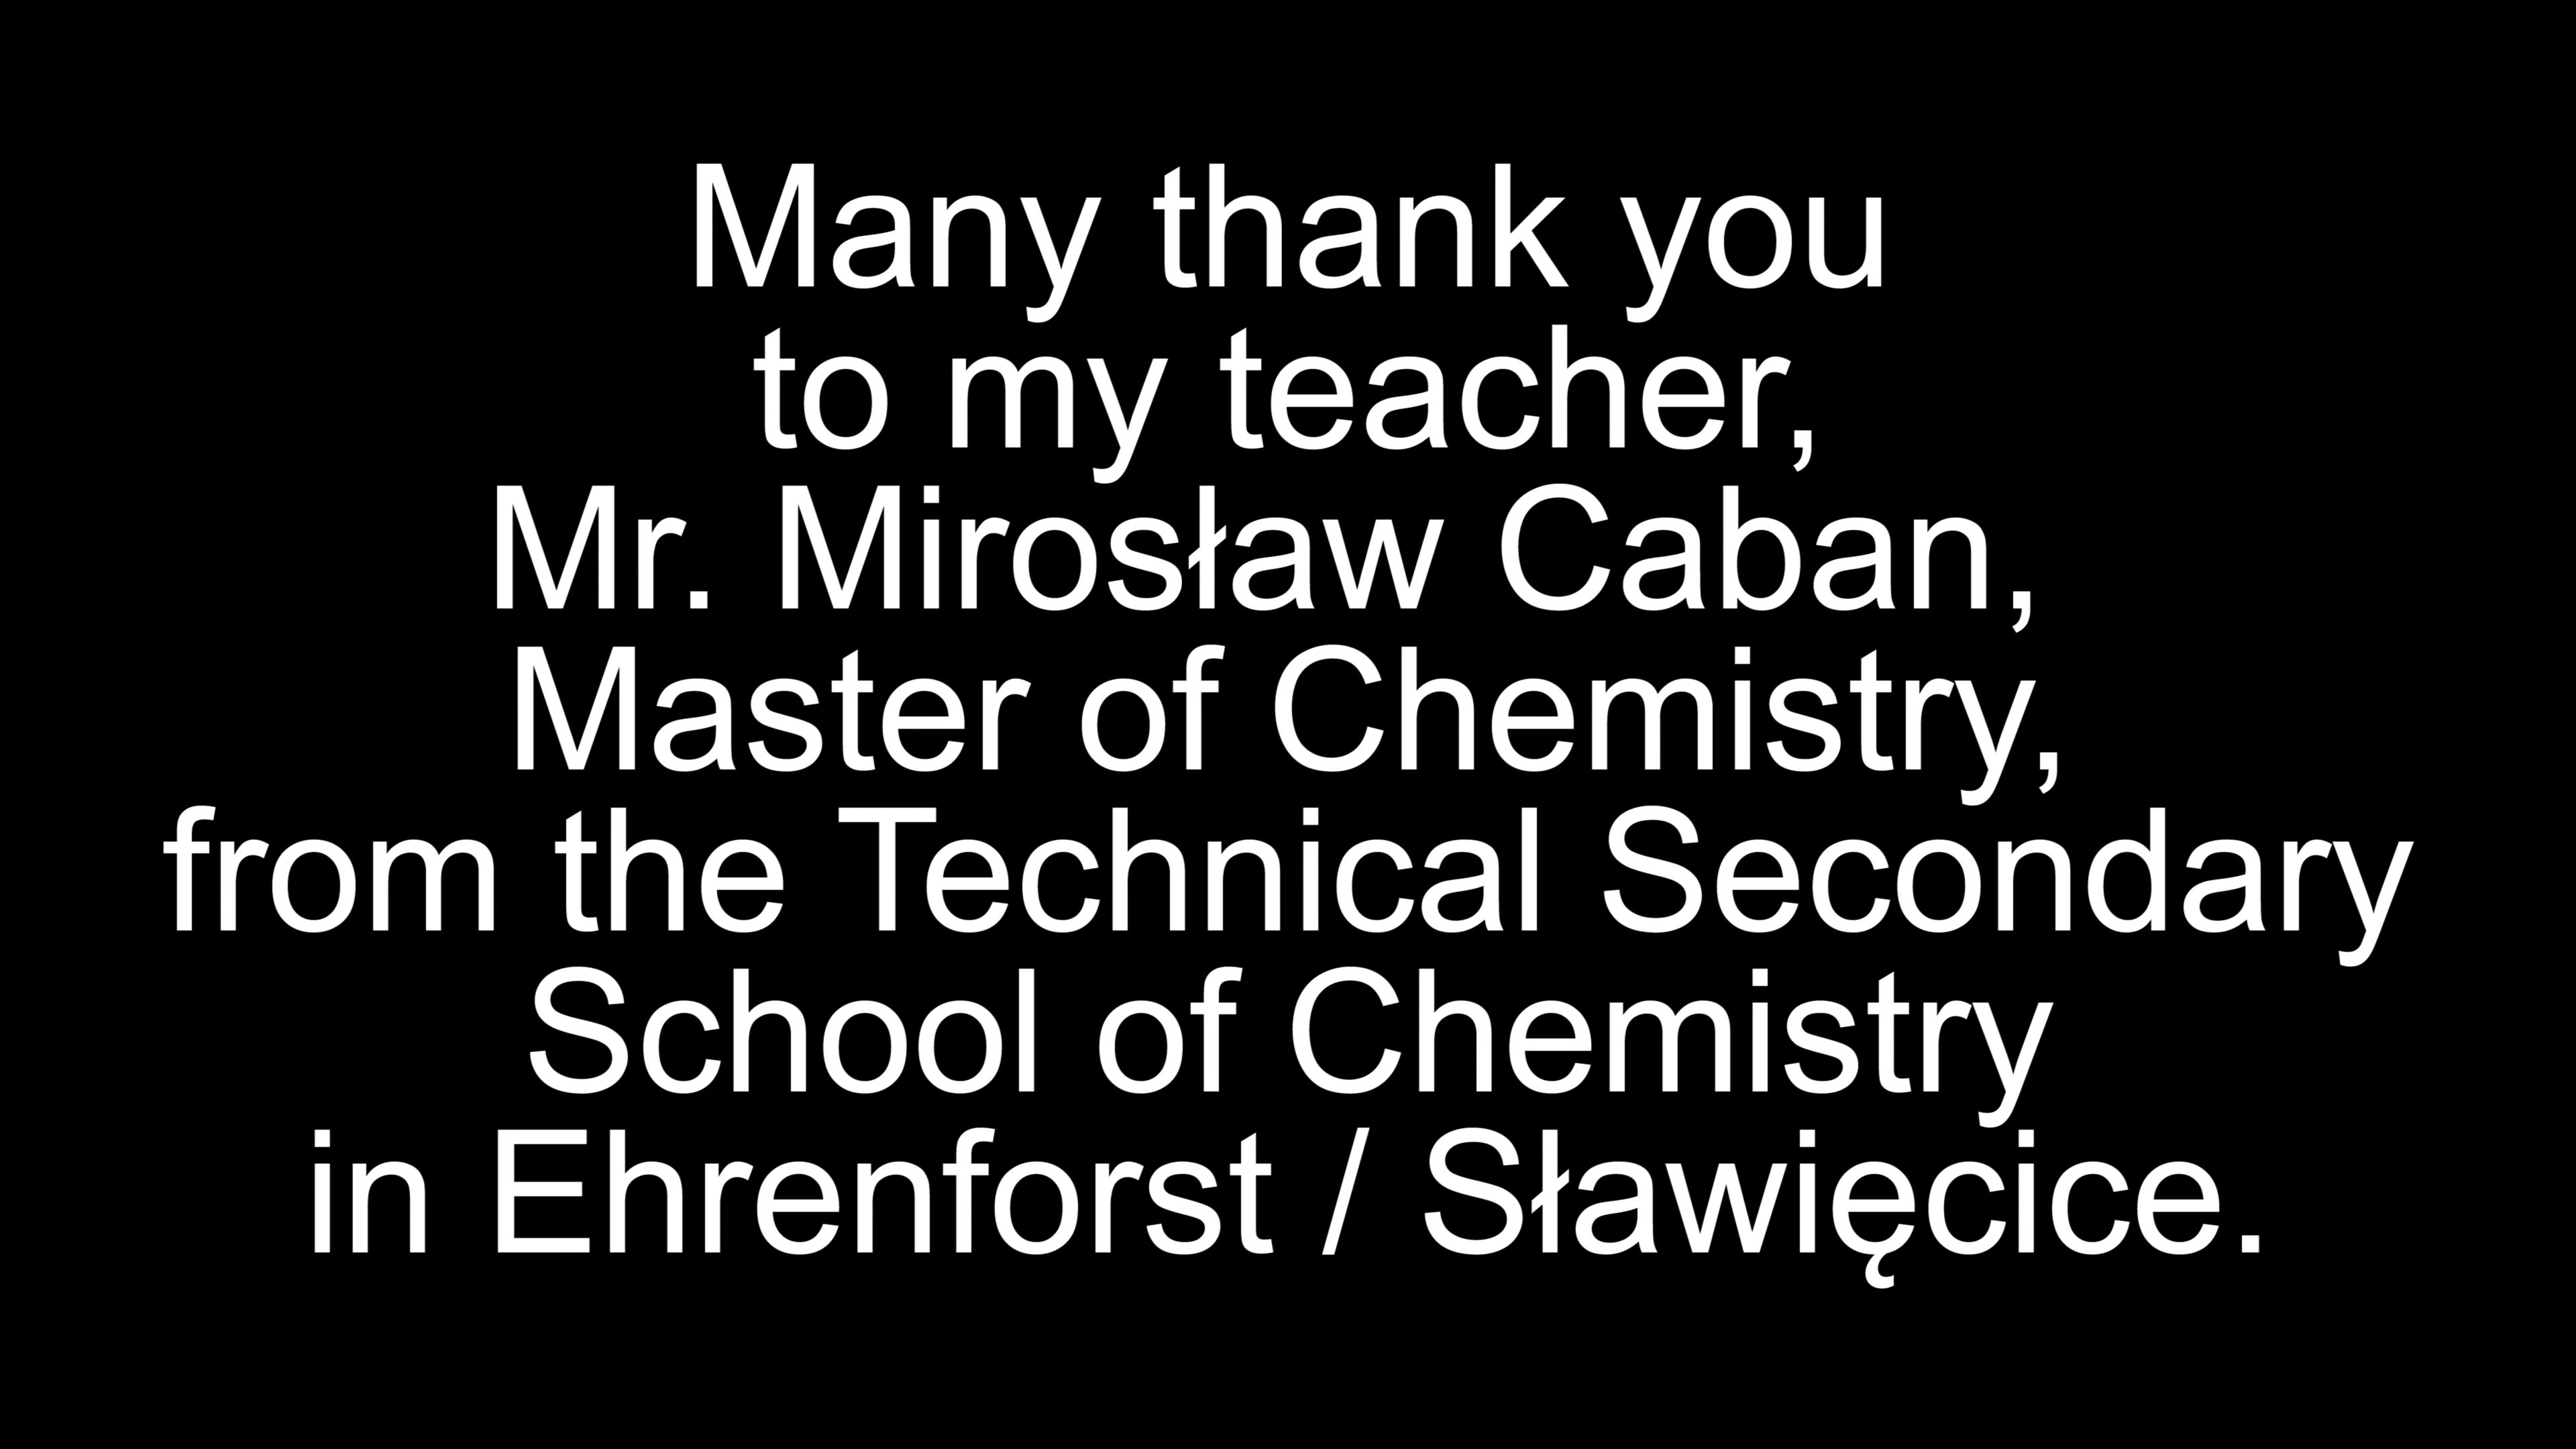 Many thank you
to my teacher,
Mr. Mirosław Caban,
Master of Chemistry,
from the Technical Secondary
School of Chemistry
in Ehrenforst / Sławięcice.